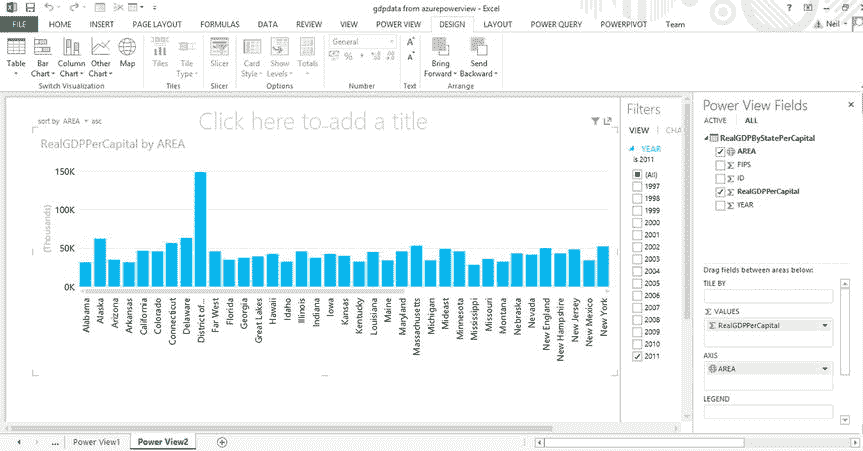 gdpdata from azurepowerview - Excel
FILE HOME INSERT PAGE LAYOUT FORMULAS DATA REVIEW VIEW POWER VIEW DESIGN LAYOUT POWER QUERY POWERPIVOT Team Neil
Table Bar Chart Column Chart Other Chart Map Tiles Tile Type Slicer Card Style Show Levels Totals General % Bring Forward Send Backward
Switch Visualization Tiles Slicer Options Number Text Arrange
sort by AREA asc
Click here to add a title
RealGDPPerCapital by AREA
(Thousands)
150K
100K
50K
0K
Alabama
Alaska
Arizona
Arkansas
California
Colorado
Connecticut
Delaware
District of...
Far West
Florida
Georgia
Great Lakes
Hawaii
Idaho
Illinois
Indiana
Iowa
Kansas
Kentucky
Louisiana
Maine
Maryland
Massachusetts
Michigan
Mideast
Minnesota
Mississippi
Missouri
Montana
Nebraska
Nevada
New England
New Hampshire
New Jersey
New Mexico
New York
Filters
VIEW CHA
YEAR
is 2011
(All)
1997
1998
1999
2000
2001
2002
2003
2004
2005
2006
2007
2008
2009
2010
2011
Power View Fields
ACTIVE ALL
RealGDPByStatePerCapital
AREA
Σ FIPS
Σ ID
Σ RealGDPPerCapital
Σ YEAR
Drag fields between areas below:
TILE BY
Σ VALUES
Σ RealGDPPerCapital
AXIS
AREA
LEGEND
... Power View1 Power View2